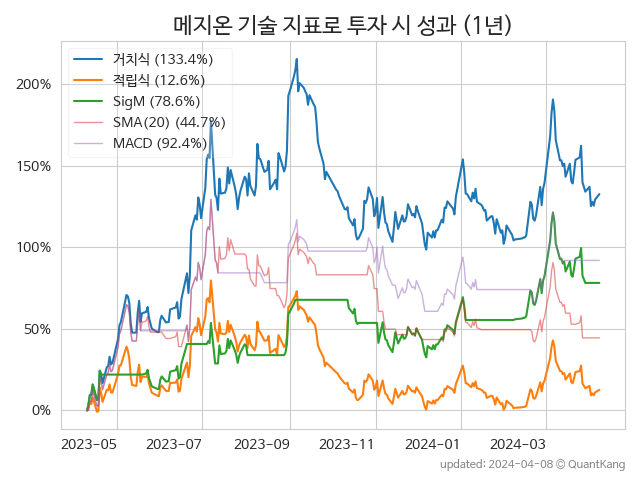 메지온 기술 지표로 투자 시 성과 (1년)
거치식 (133.4%)
적립식 (12.6%)
SigM (78.6%)
SMA(20) (44.7%)
MACD (92.4%)
200%
150%
100%
50%
0%
2023-05 2023-07 2023-09 2023-11 2024-01 2024-03
updated: 2024-04-08 © QuantKang